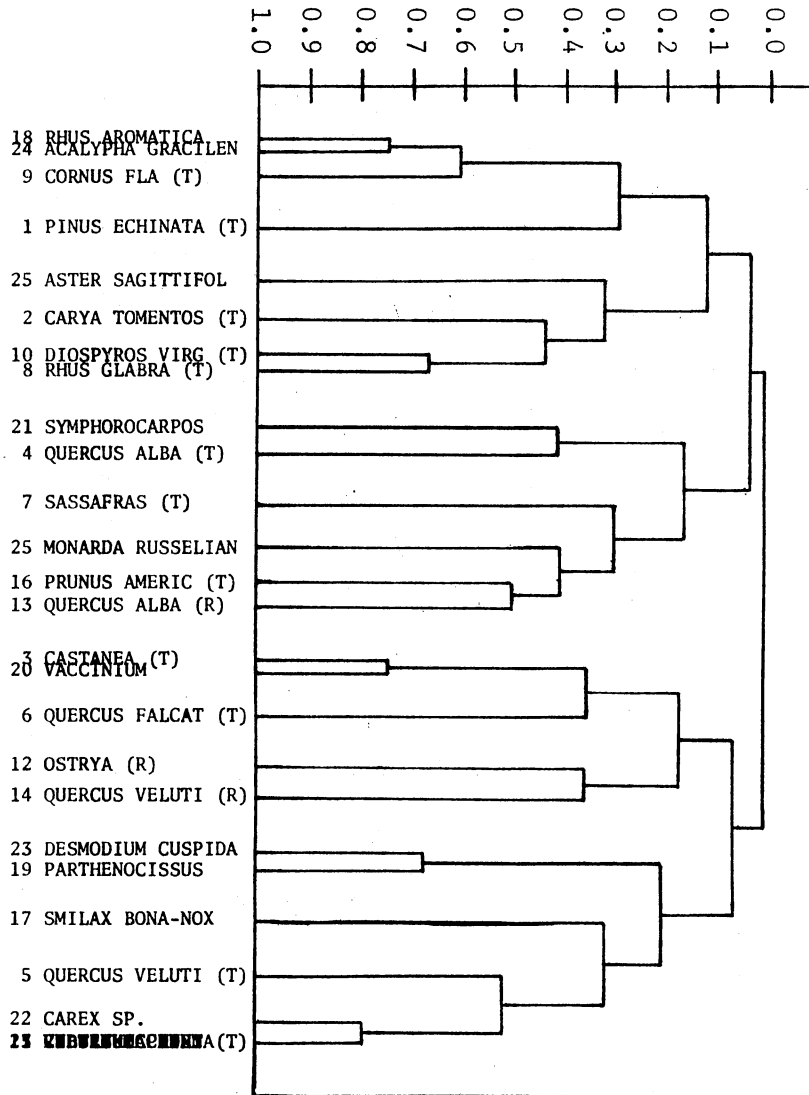 1.0 0.9 0.8 0.7 0.6 0.5 0.4 0.3 0.2 0.1 0.0
18 RHUS AROMATICA
24 ACALYPHA GRACILEN
9 CORNUS FLA (T)
1 PINUS ECHINATA (T)
25 ASTER SAGITTIFOL
2 CARYA TOMENTOS (T)
10 DIOSPYROS VIRG (T)
8 RHUS GLABRA (T)
21 SYMPHOROCARPOS
4 QUERCUS ALBA (T)
7 SASSAFRAS (T)
25 MONARDA RUSSELIAN
16 PRUNUS AMERIC (T)
13 QUERCUS ALBA (R)
3 CASTANEA (T)
20 VACCINIUM
6 QUERCUS FALCAT (T)
12 OSTRYA (R)
14 QUERCUS VELUTI (R)
23 DESMODIUM CUSPIDA
19 PARTHENOCISSUS
17 SMILAX BONA-NOX
5 QUERCUS VELUTI (T)
22 CAREX SP.
(T)